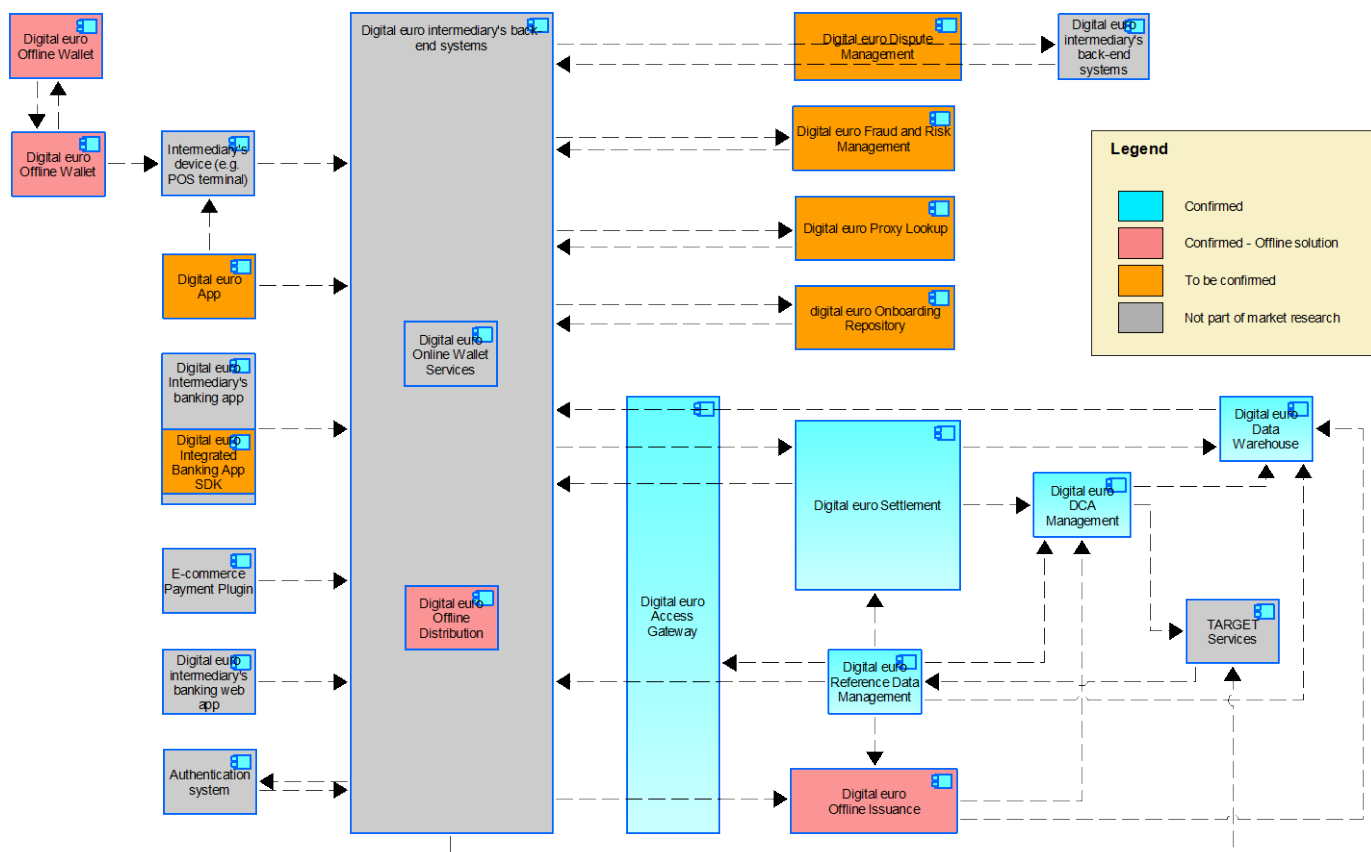 Digital euro
Offline Wallet
Digital euro intermediary's back-
end systems
Digital euro Dispute
Management
Digital euro
intermediary's
back-end
systems
Digital euro
Offline Wallet
Intermediary's
device (e.g.
POS terminal)
Digital euro Fraud and Risk
Management
Legend
Confirmed
Confirmed - Offline solution
To be confirmed
Not part of market research
Digital euro Proxy Lookup
Digital euro
App
digital euro Onboarding
Repository
Digital euro
Online Wallet
Services
Digital euro
Intermediary's
banking app
Digital euro
Integrated
Banking App
SDK
Digital euro
Data
Warehouse
Digital euro Settlement
Digital euro
DCA
Management
E-commerce
Payment Plugin
Digital euro
Offline
Distribution
Digital euro
Access
Gateway
TARGET
Services
Digital euro
intermediary's
banking web
app
Digital euro
Reference Data
Management
Authentication
system
Digital euro
Offline Issuance